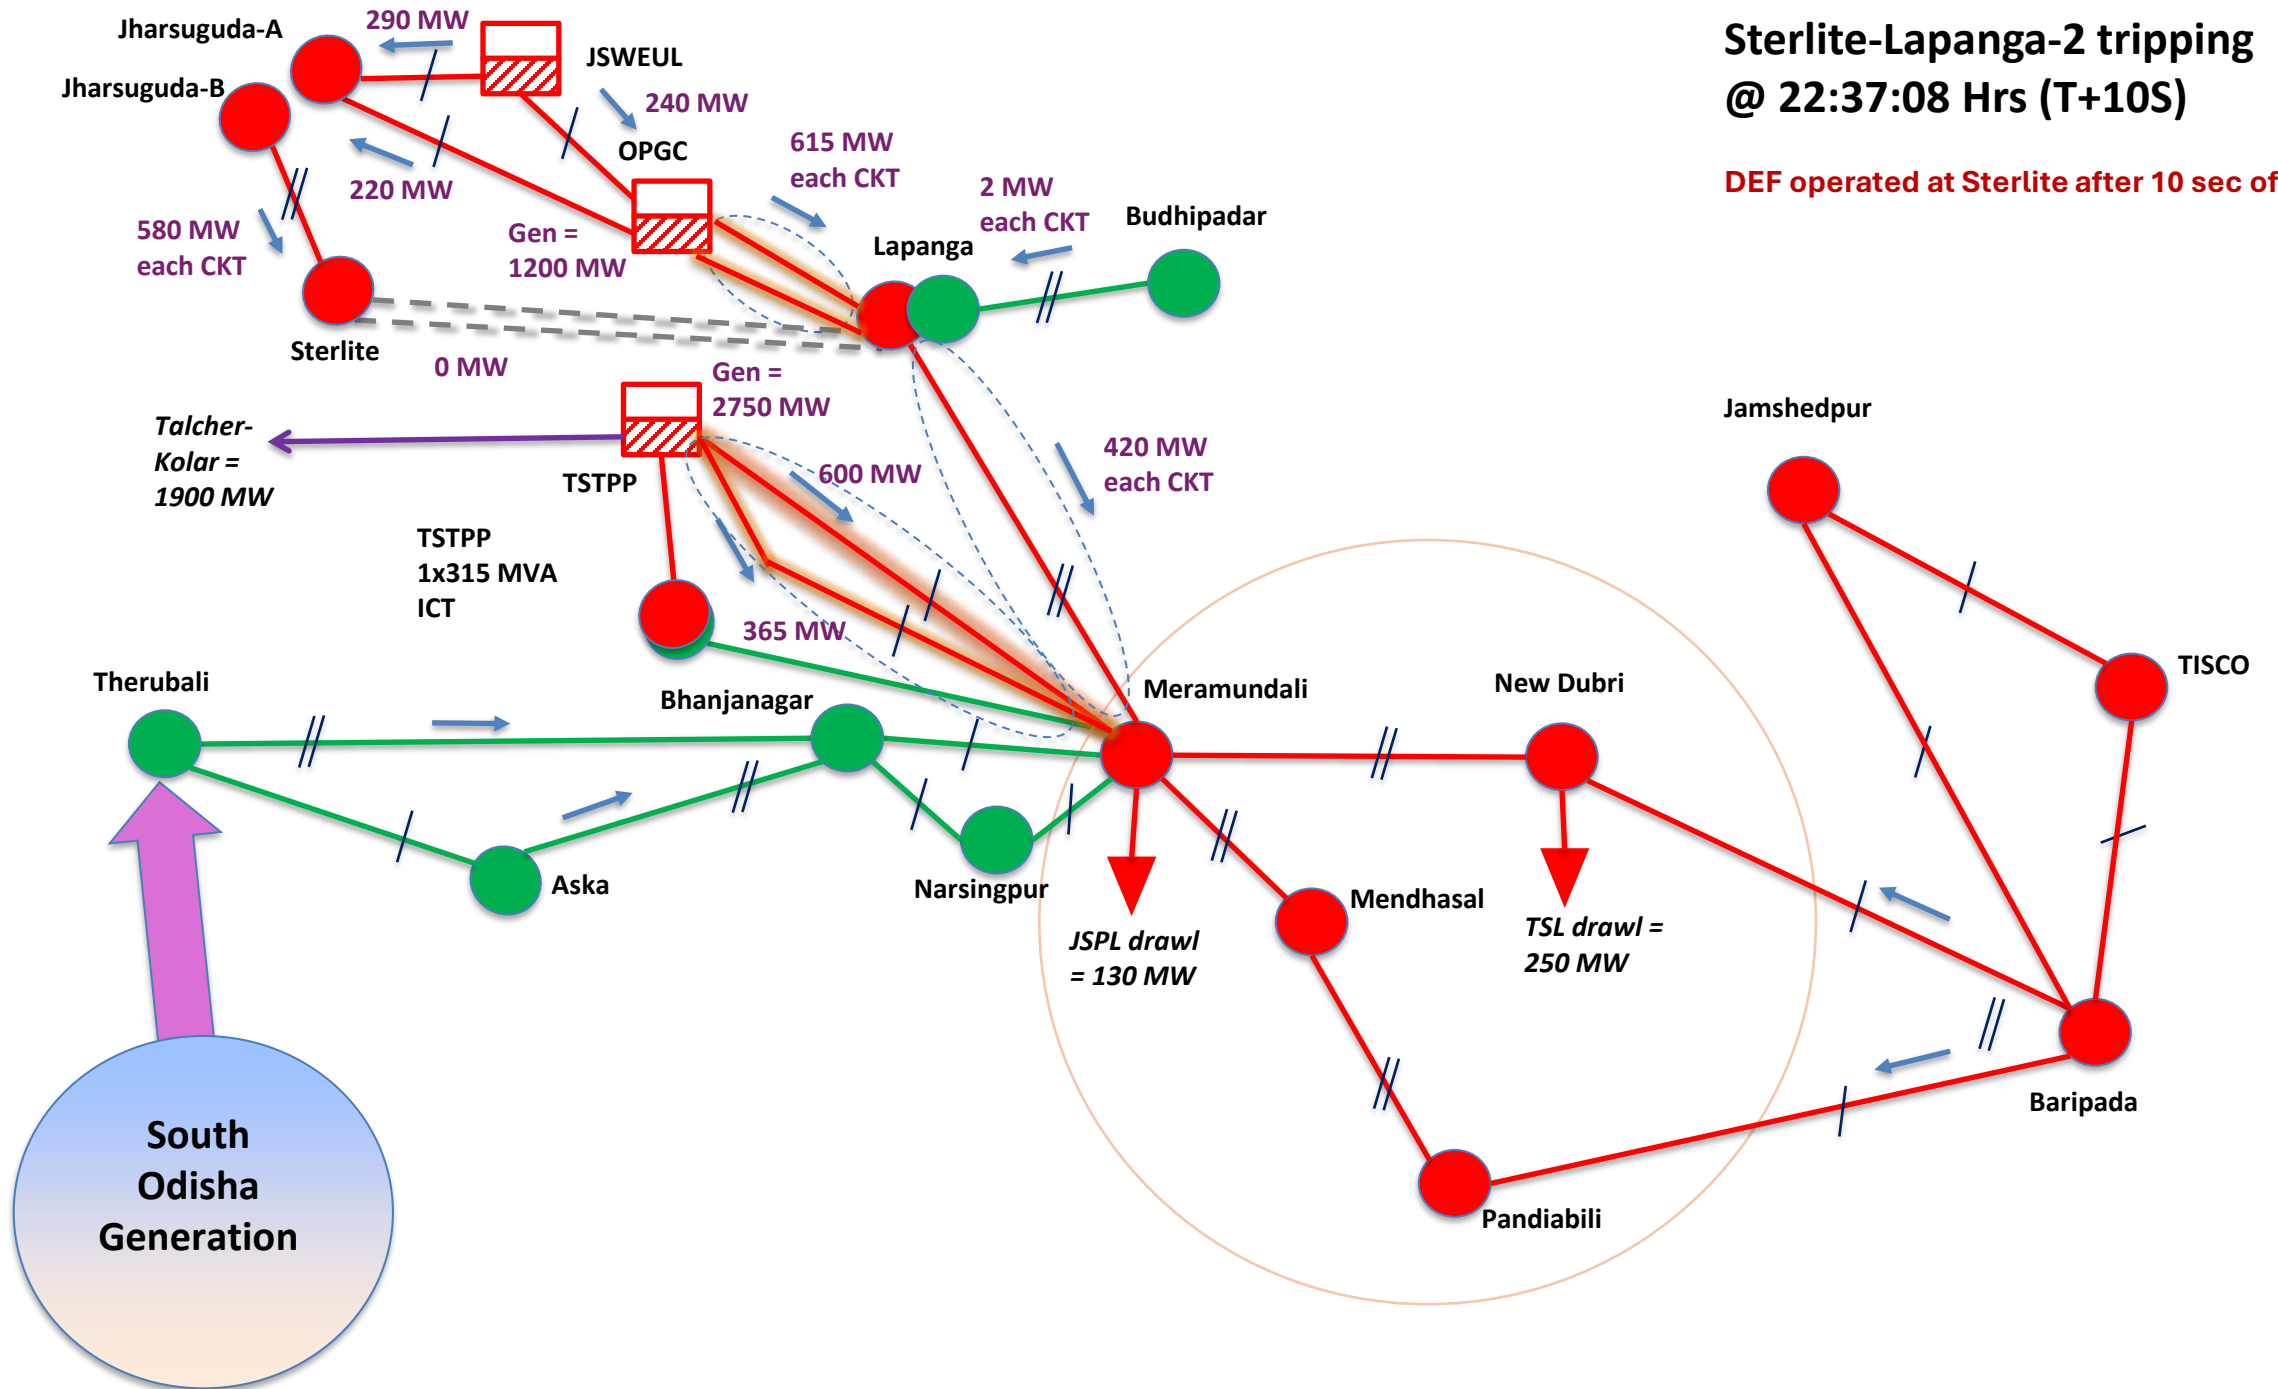 Sterlite-Lapanga-2 tripping
@ 22:37:08 Hrs (T+10S)
DEF operated at Sterlite after 10 sec of
Jharsuguda-A
290 MW
JSWEUL
Jharsuguda-B
240 MW
OPGC
615 MW
each CKT
220 MW
2 MW
each CKT
Budhipadar
580 MW
each CKT
Gen =
1200 MW
Lapanga
Sterlite
0 MW
Gen =
2750 MW
Talcher-
Kolar =
1900 MW
TSTPP
600 MW
420 MW
each CKT
Jamshedpur
TSTPP
1x315 MVA
ICT
365 MW
Therubali
Bhanjanagar
Meramundali
New Dubri
TISCO
Aska
Narsingpur
Mendhasal
JSPL drawl
= 130 MW
TSL drawl =
250 MW
Baripada
Pandiabili
South
Odisha
Generation